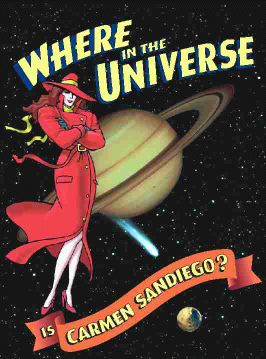 WHERE
IN THE
UNIVERSE
IS CARMEN SANDIEGO?